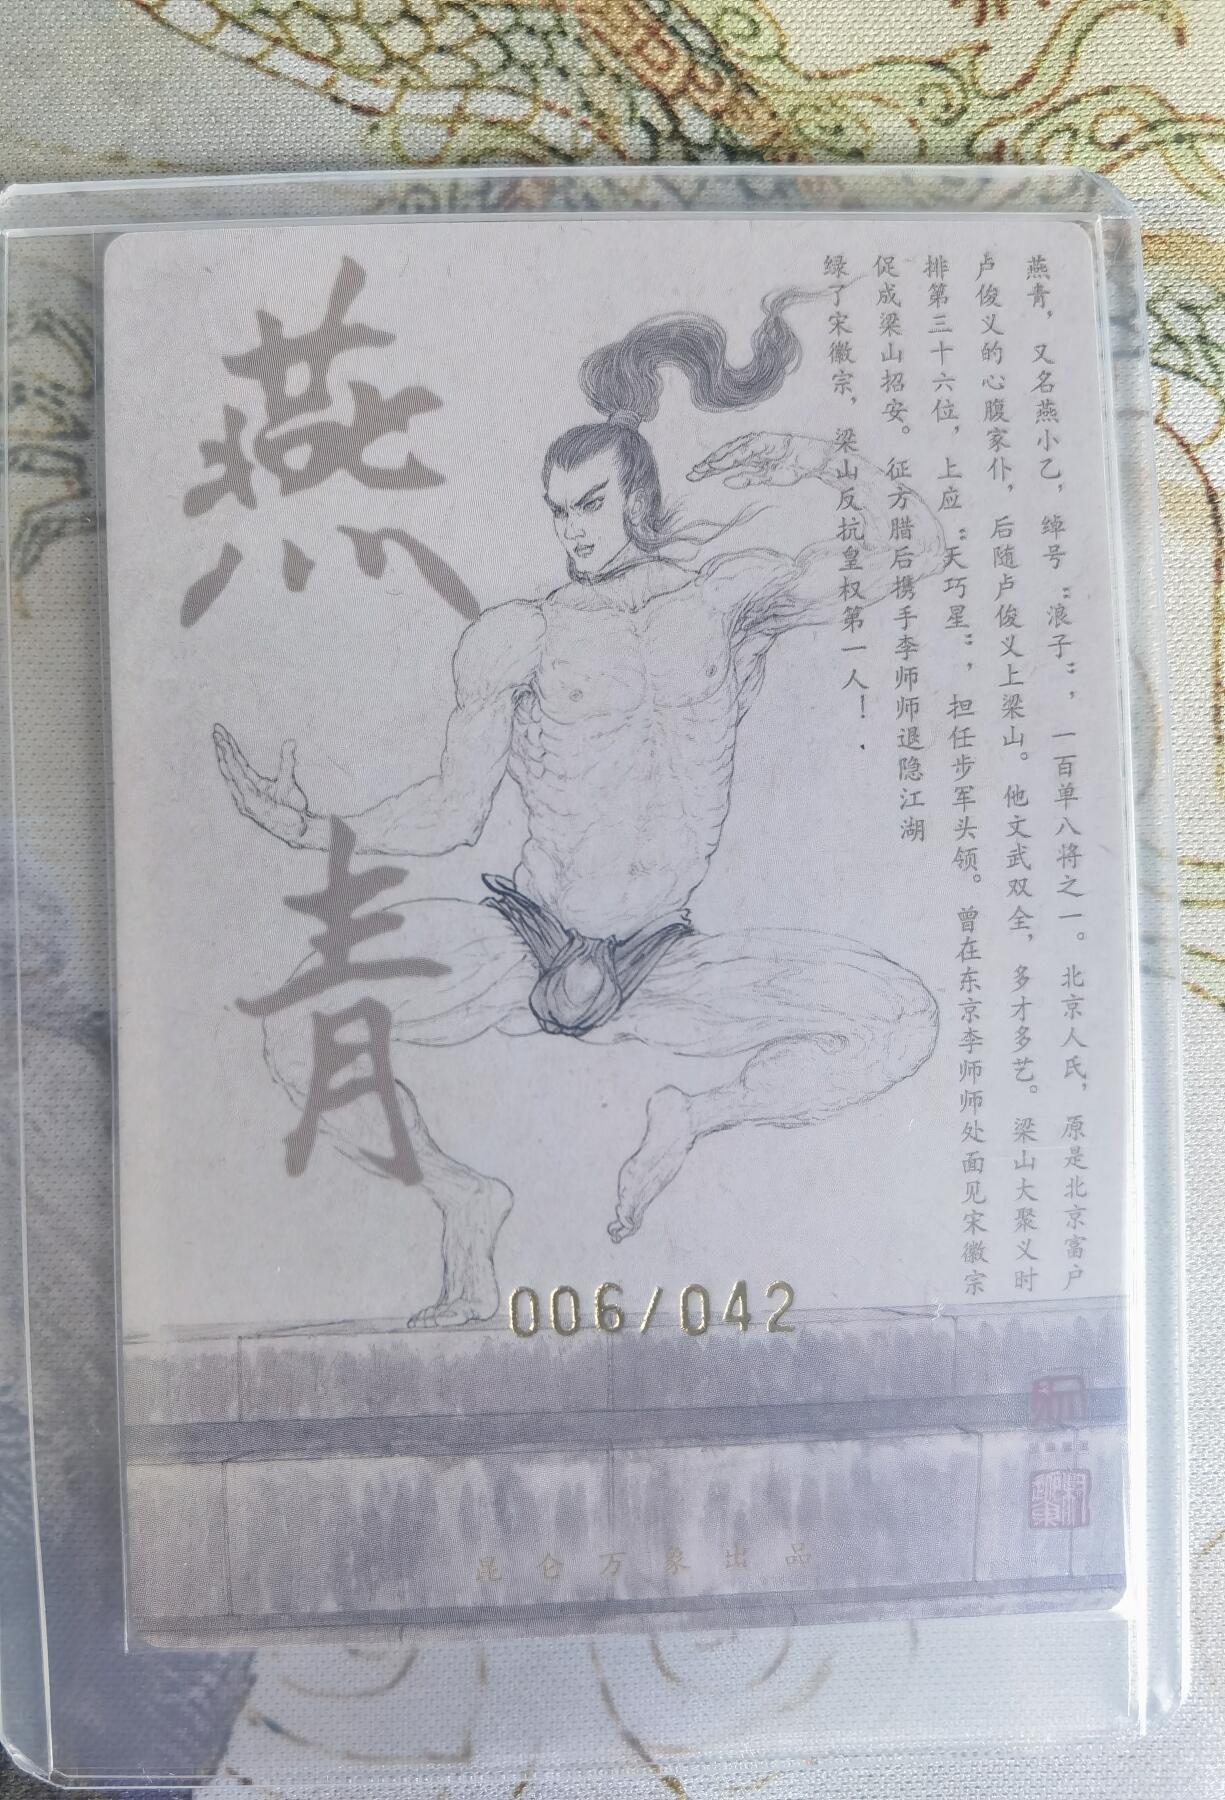 燕青
燕青，又名燕小乙，绰号“浪子”，一百单八将之一。北京人氏，原是北京富户
卢俊义的心腹家仆，后随卢俊义上梁山。他文武双全，多才多艺。梁山大聚义时
排第三十六位，上应“天巧星”，担任步军头领。曾在东京李师师处面见宋徽宗
促成梁山招安。征方腊后携手李师师退隐江湖
绿了宋徽宗，梁山反抗皇权第一人！.
006/042
昆仑万象出品